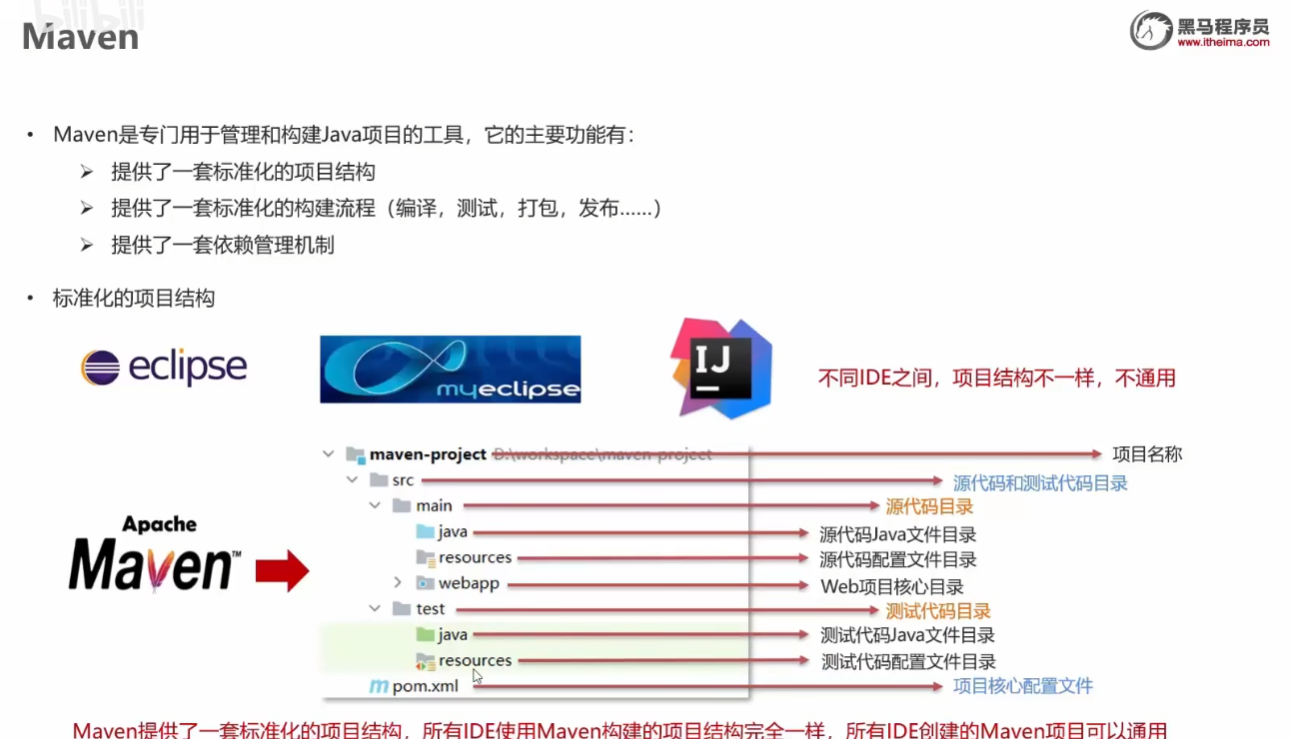 bilibili
Maven
黑马程序员
www.itheima.com
• Maven是专门用于管理和构建Java项目的工具，它的主要功能有：
➢ 提供了一套标准化的项目结构
➢ 提供了一套标准化的构建流程（编译，测试，打包，发布……）
➢ 提供了一套依赖管理机制
• 标准化的项目结构
eclipse
myeclipse
IJ
不同IDE之间，项目结构不一样，不通用
maven-project D:\workspace\maven-project 项目名称
src 源代码和测试代码目录
main 源代码目录
java 源代码Java文件目录
resources 源代码配置文件目录
webapp Web项目核心目录
test 测试代码目录
java 测试代码Java文件目录
resources 测试代码配置文件目录
pom.xml 项目核心配置文件
Apache
Maven™
Maven提供了一套标准化的项目结构，所有IDE使用Maven构建的项目结构完全一样，所有IDE创建的Maven项目可以通用